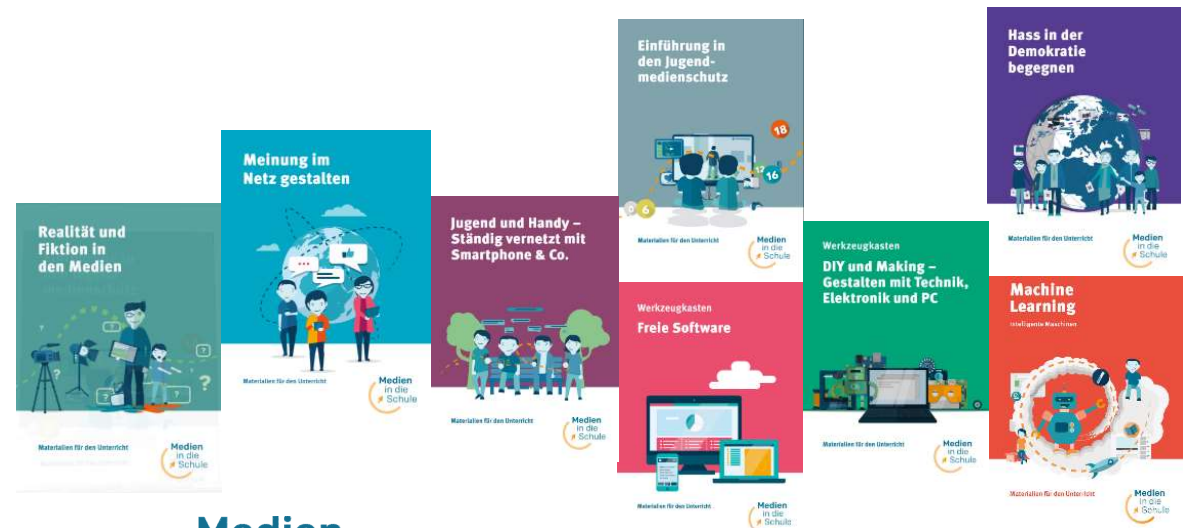 Realität und
Fiktion in
den Medien
?
?
?
?
?
Materialien für den Unterricht
Medien
in die
Schule
Meinung im
Netz gestalten
Materialien für den Unterricht
Medien
in die
Schule
Jugend und Handy –
Ständig vernetzt mit
Smartphone & Co.
Materialien für den Unterricht
Medien
in die
Schule
Einführung in
den Jugend-
medienschutz
18
12
16
0
6
Materialien für den Unterricht
Medien
in die
Schule
Werkzeugkasten
Freie Software
Materialien für den Unterricht
Medien
in die
Schule
Werkzeugkasten
DIY und Making –
Gestalten mit Technik,
Elektronik und PC
Materialien für den Unterricht
Medien
in die
Schule
Hass in der
Demokratie
begegnen
Materialien für den Unterricht
Medien
in die
Schule
Machine
Learning
Intelligente Maschinen
Materialien für den Unterricht
Medien
in die
Schule
Medien